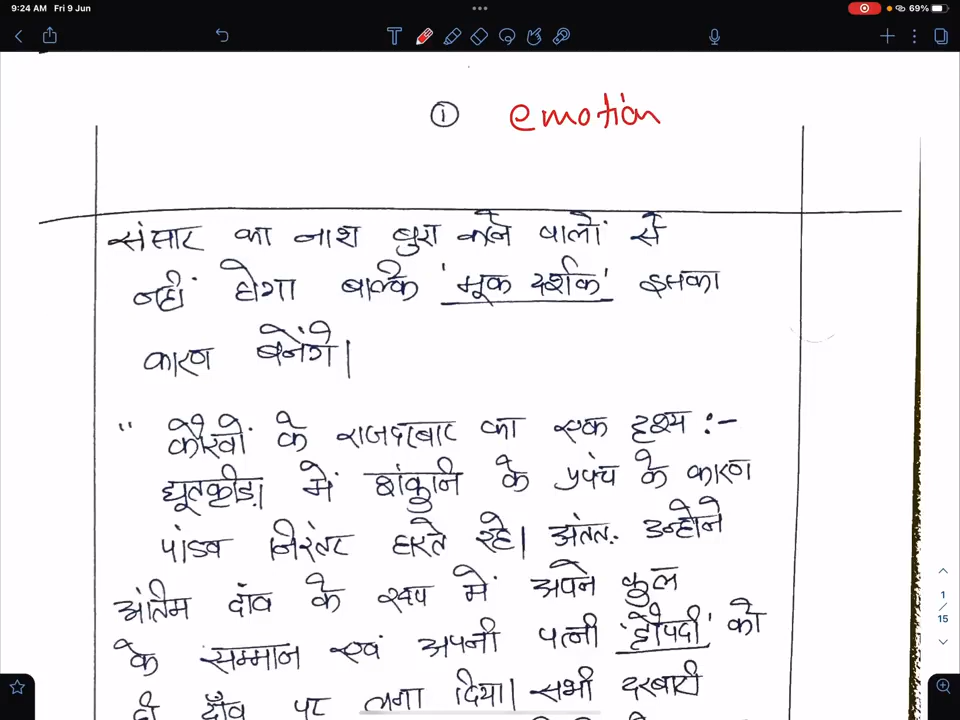 9:24 AM Fri 9 Jun
69%
① emotion
संसार का नाश बुरा करने वालों से
नहीं होगा बल्कि 'मूक दर्शक' इसका
कारण बनेंगे।
" कौरवों के राजदरबार का एक दृश्य :-
द्यूतक्रीड़ा में शकुनि के प्रपंच के कारण
पांडव निरंतर हारते रहे। अंततः उन्होने
अंतिम दांव के रूप में अपने कुल
के सम्मान एवं अपनी पत्नी 'द्रौपदी' को
ही दाँव पर लगा दिया। सभी दरबारी
1
/
15